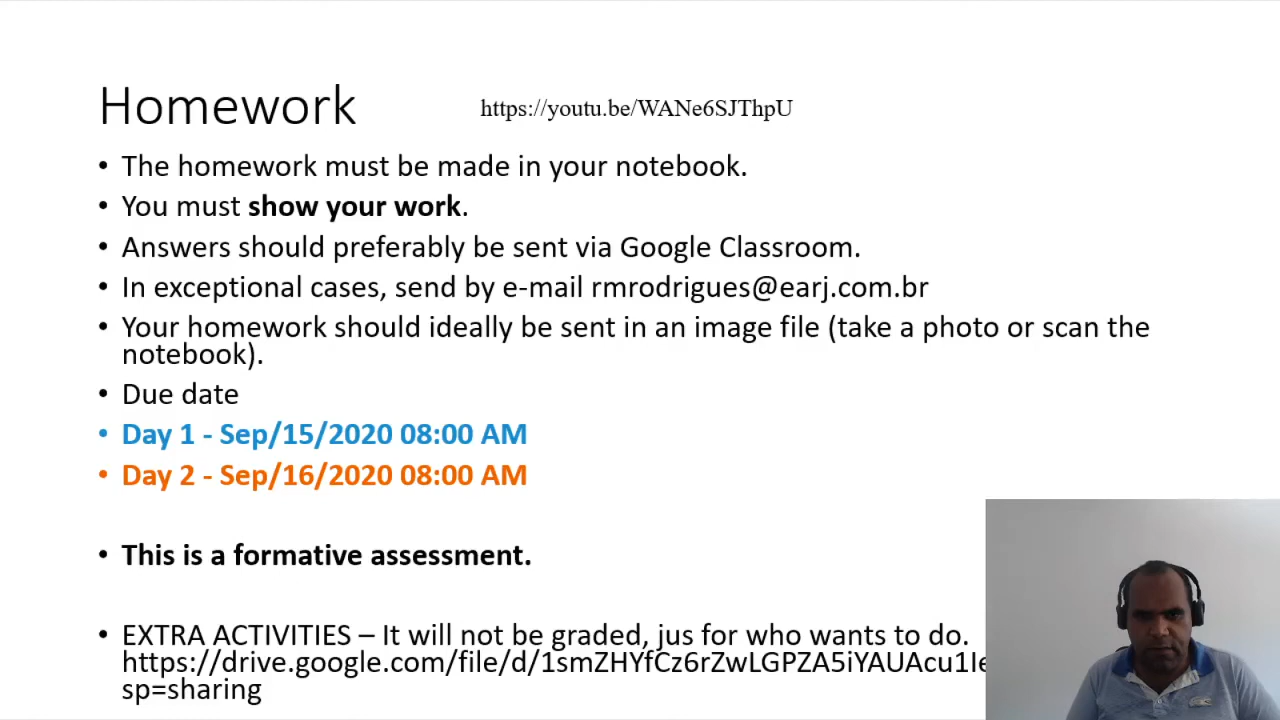 Homework
https://youtu.be/WANe6SJThpU
• The homework must be made in your notebook.
• You must show your work.
• Answers should preferably be sent via Google Classroom.
• In exceptional cases, send by e-mail rmrodrigues@earj.com.br
• Your homework should ideally be sent in an image file (take a photo or scan the
notebook).
• Due date
• Day 1 - Sep/15/2020 08:00 AM
• Day 2 - Sep/16/2020 08:00 AM
• This is a formative assessment.
• EXTRA ACTIVITIES – It will not be graded, jus for who wants to do.
https://drive.google.com/file/d/1smZHYfCz6rZwLGPZA5iYAUAcu1Ie
sp=sharing